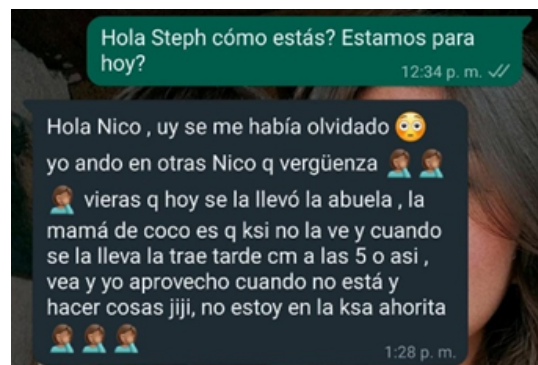 Hola Steph cómo estás? Estamos para
hoy?
12:34 p. m.
Hola Nico , uy se me había olvidado 😳
yo ando en otras Nico q vergüenza 🤦🏽‍♀️ 🤦🏽‍♀️
🤦🏽‍♀️ vieras q hoy se la llevó la abuela , la
mamá de coco es q ksi no la ve y cuando
se la lleva la trae tarde cm a las 5 o asi ,
vea y yo aprovecho cuando no está y
hacer cosas jiji, no estoy en la ksa ahorita
🤦🏽‍♀️ 🤦🏽‍♀️ 🤦🏽‍♀️
1:28 p. m.